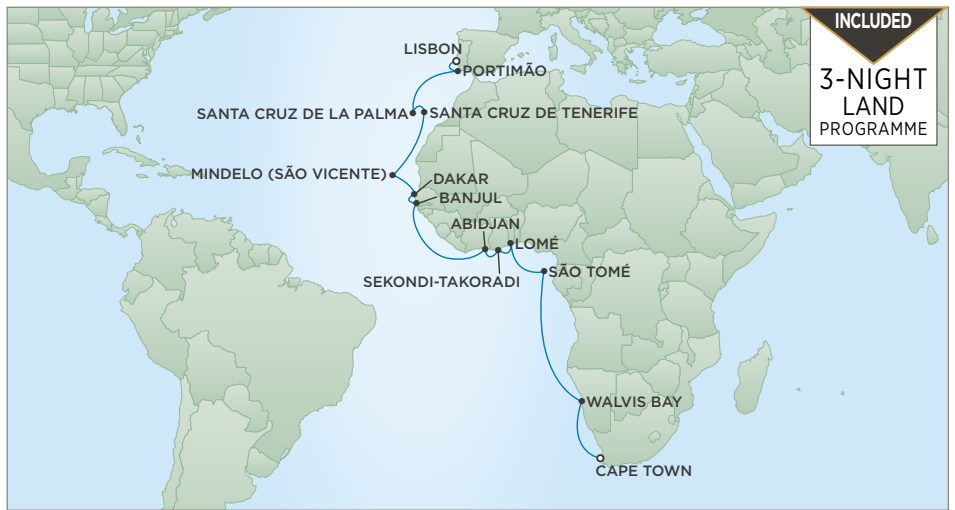 INCLUDED
3-NIGHT
LAND
PROGRAMME
LISBON
PORTIMÃO
SANTA CRUZ DE LA PALMA
SANTA CRUZ DE TENERIFE
MINDELO (SÃO VICENTE)
DAKAR
BANJUL
ABIDJAN
LOMÉ
SEKONDI-TAKORADI
SÃO TOMÉ
WALVIS BAY
CAPE TOWN